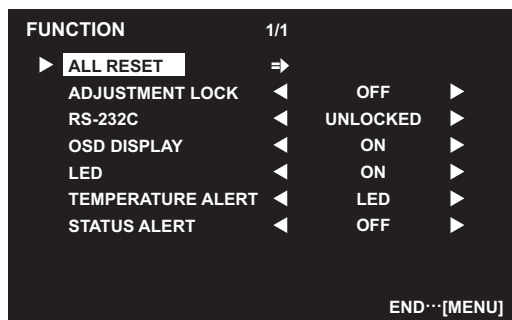 FUNCTION 1/1
ALL RESET
ADJUSTMENT LOCK OFF
RS-232C UNLOCKED
OSD DISPLAY ON
LED ON
TEMPERATURE ALERT LED
STATUS ALERT OFF
END···[MENU]